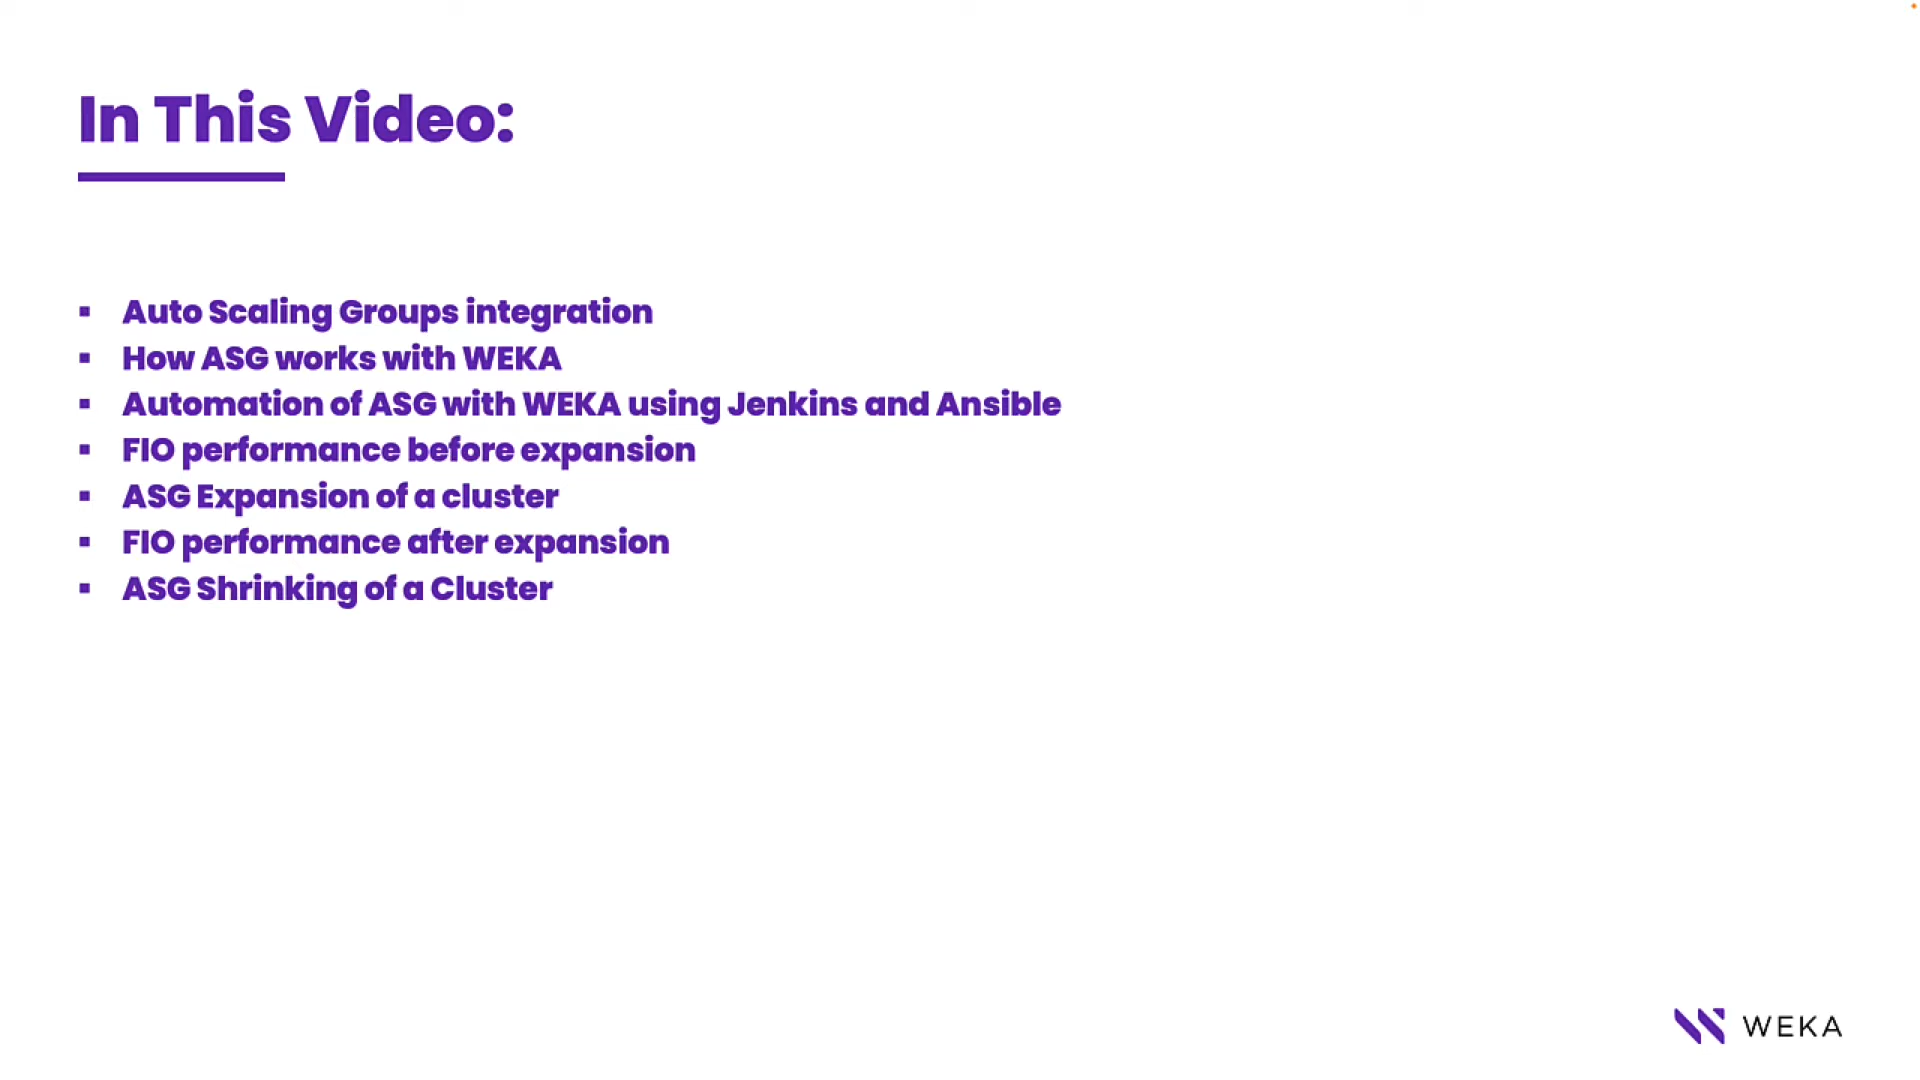 In This Video:
▪ Auto Scaling Groups integration
▪ How ASG works with WEKA
▪ Automation of ASG with WEKA using Jenkins and Ansible
▪ FIO performance before expansion
▪ ASG Expansion of a cluster
▪ FIO performance after expansion
▪ ASG Shrinking of a Cluster
WEKA